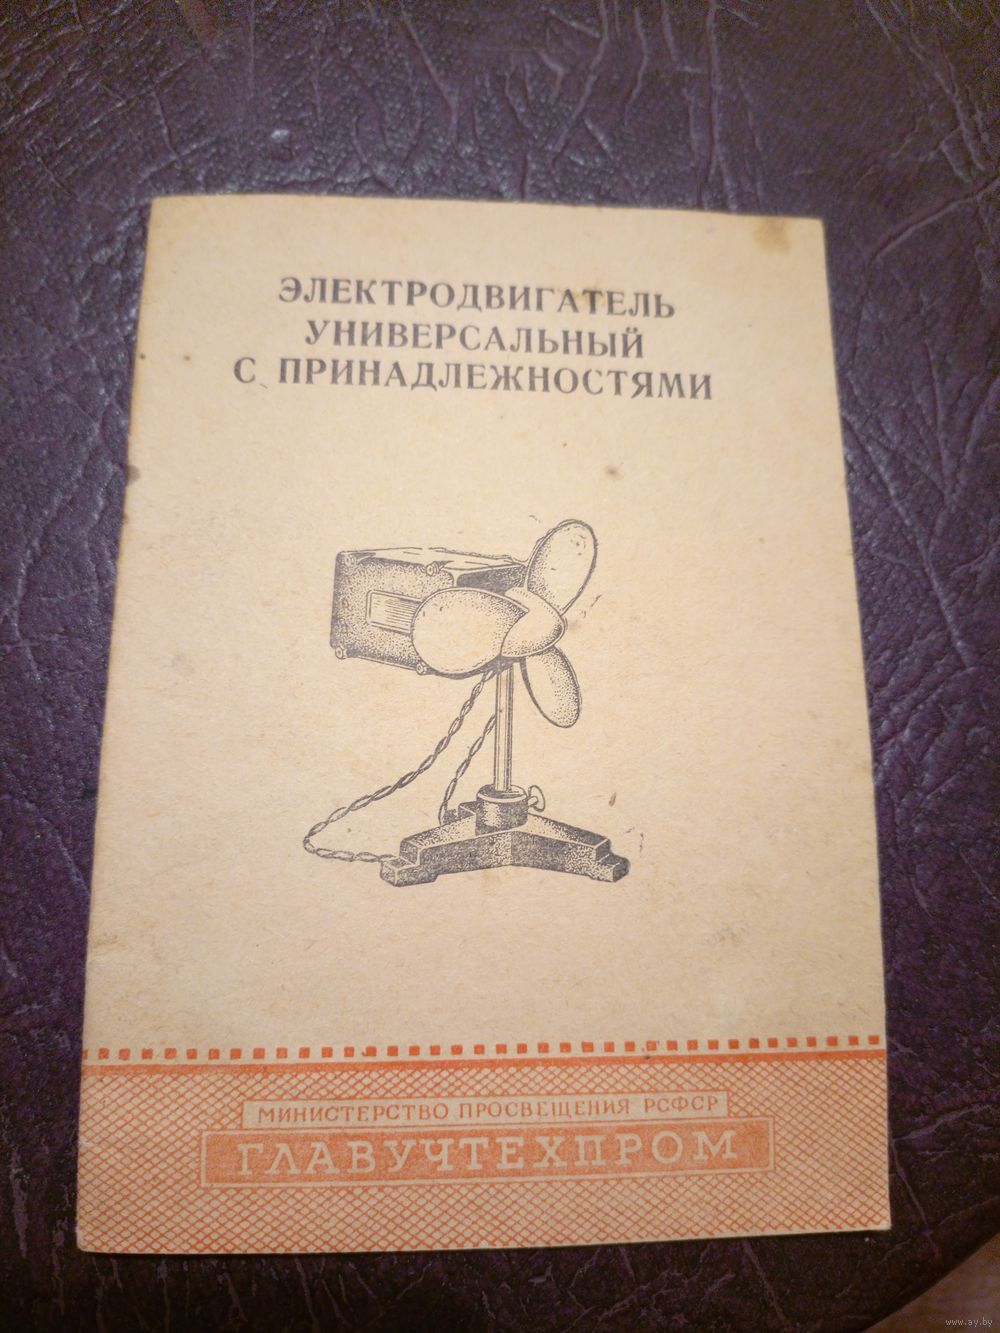 ЭЛЕКТРОДВИГАТЕЛЬ
УНИВЕРСАЛЬНЫЙ
С ПРИНАДЛЕЖНОСТЯМИ
МИНИСТЕРСТВО ПРОСВЕЩЕНИЯ РСФСР
ГЛАВУЧТЕХПРОМ
www.ay.by